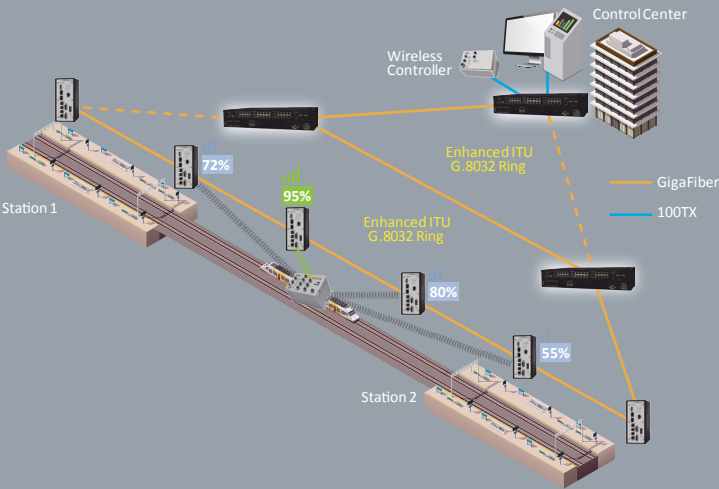 Control Center
Wireless
Controller
Enhanced ITU
G.8032 Ring
GigaFiber
100TX
72%
95%
Station 1
Enhanced ITU
G.8032 Ring
80%
55%
Station 2